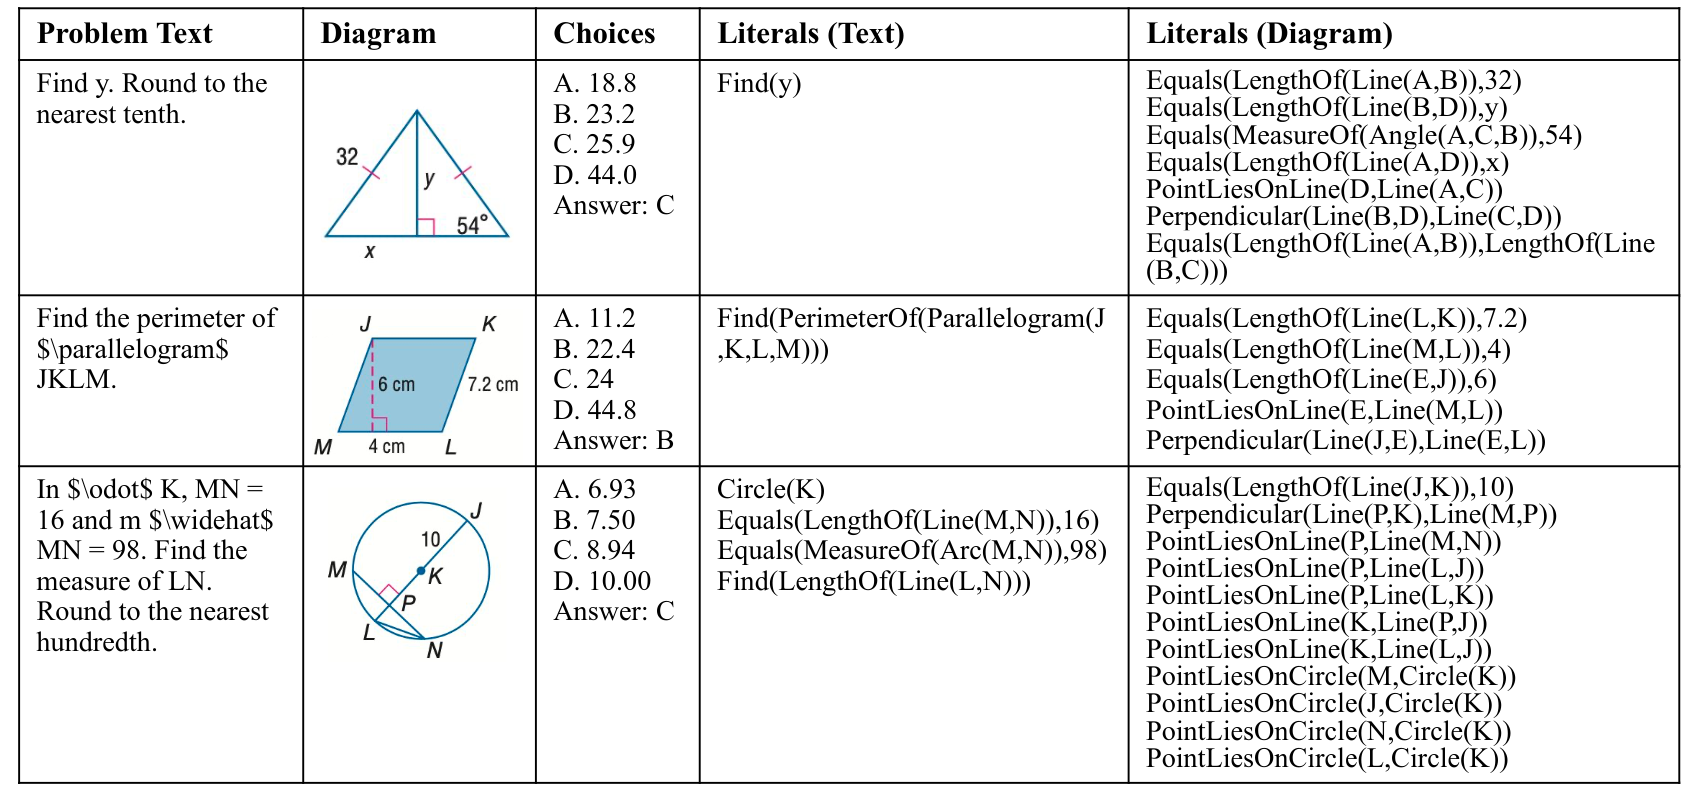 Problem Text
Diagram
Choices
Literals (Text)
Literals (Diagram)
Find y. Round to the
nearest tenth.
32
y
54°
x
A. 18.8
B. 23.2
C. 25.9
D. 44.0
Answer: C
Find(y)
Equals(LengthOf(Line(A,B)),32)
Equals(LengthOf(Line(B,D)),y)
Equals(MeasureOf(Angle(A,C,B)),54)
Equals(LengthOf(Line(A,D)),x)
PointLiesOnLine(D,Line(A,C))
Perpendicular(Line(B,D),Line(C,D))
Equals(LengthOf(Line(A,B)),LengthOf(Line
(B,C)))
Find the perimeter of
$\parallelogram$
JKLM.
J
K
6 cm
7.2 cm
M
4 cm
L
A. 11.2
B. 22.4
C. 24
D. 44.8
Answer: B
Find(PerimeterOf(Parallelogram(J
,K,L,M)))
Equals(LengthOf(Line(L,K)),7.2)
Equals(LengthOf(Line(M,L)),4)
Equals(LengthOf(Line(E,J)),6)
PointLiesOnLine(E,Line(M,L))
Perpendicular(Line(J,E),Line(E,L))
In $\odot$ K, MN =
16 and m $\widehat$
MN = 98. Find the
measure of LN.
Round to the nearest
hundredth.
J
10
M
K
P
L
N
A. 6.93
B. 7.50
C. 8.94
D. 10.00
Answer: C
Circle(K)
Equals(LengthOf(Line(M,N)),16)
Equals(MeasureOf(Arc(M,N)),98)
Find(LengthOf(Line(L,N)))
Equals(LengthOf(Line(J,K)),10)
Perpendicular(Line(P,K),Line(M,P))
PointLiesOnLine(P,Line(M,N))
PointLiesOnLine(P,Line(L,J))
PointLiesOnLine(P,Line(L,K))
PointLiesOnLine(K,Line(P,J))
PointLiesOnLine(K,Line(L,J))
PointLiesOnCircle(M,Circle(K))
PointLiesOnCircle(J,Circle(K))
PointLiesOnCircle(N,Circle(K))
PointLiesOnCircle(L,Circle(K))